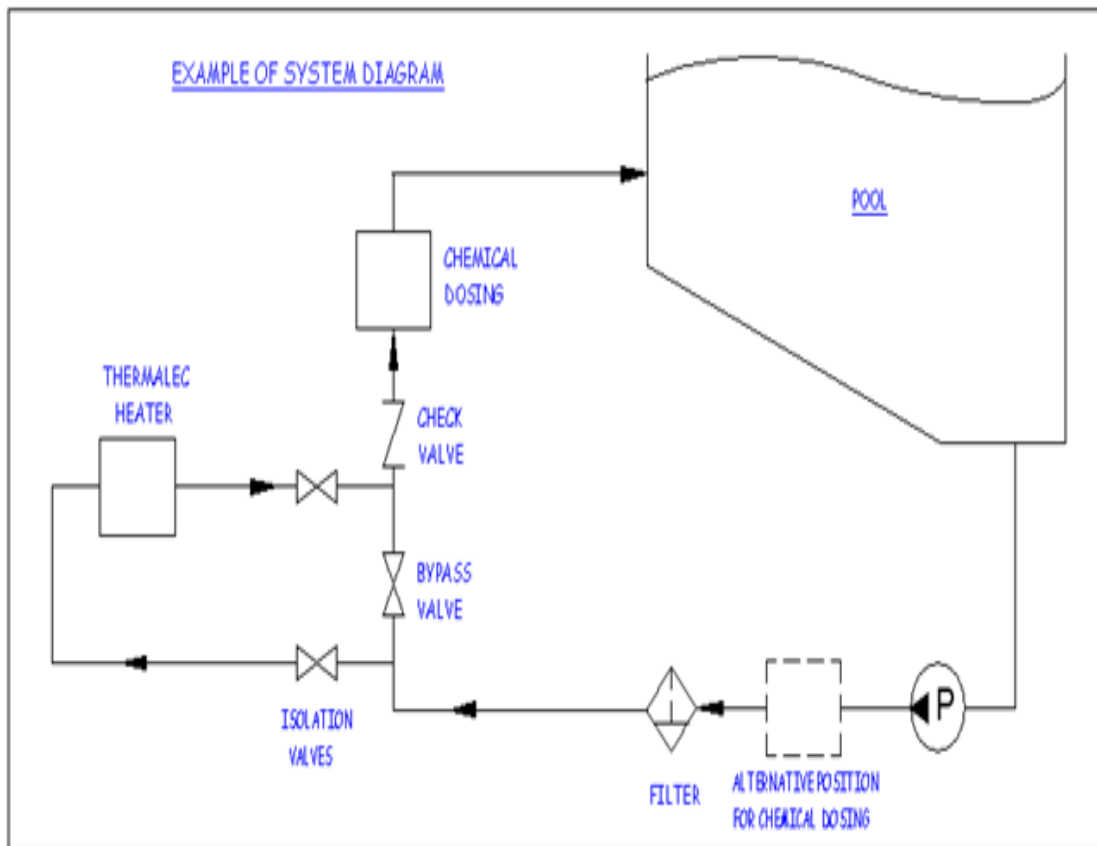 EXAMPLE OF SYSTEM DIAGRAM
POOL
CHEMICAL
DOSING
THERMALEC
HEATER
CHECK
VALVE
BYPASS
VALVE
ISOLATION
VALVES
FILTER
P
ALTERNATIVE POSITION
FOR CHEMICAL DOSING